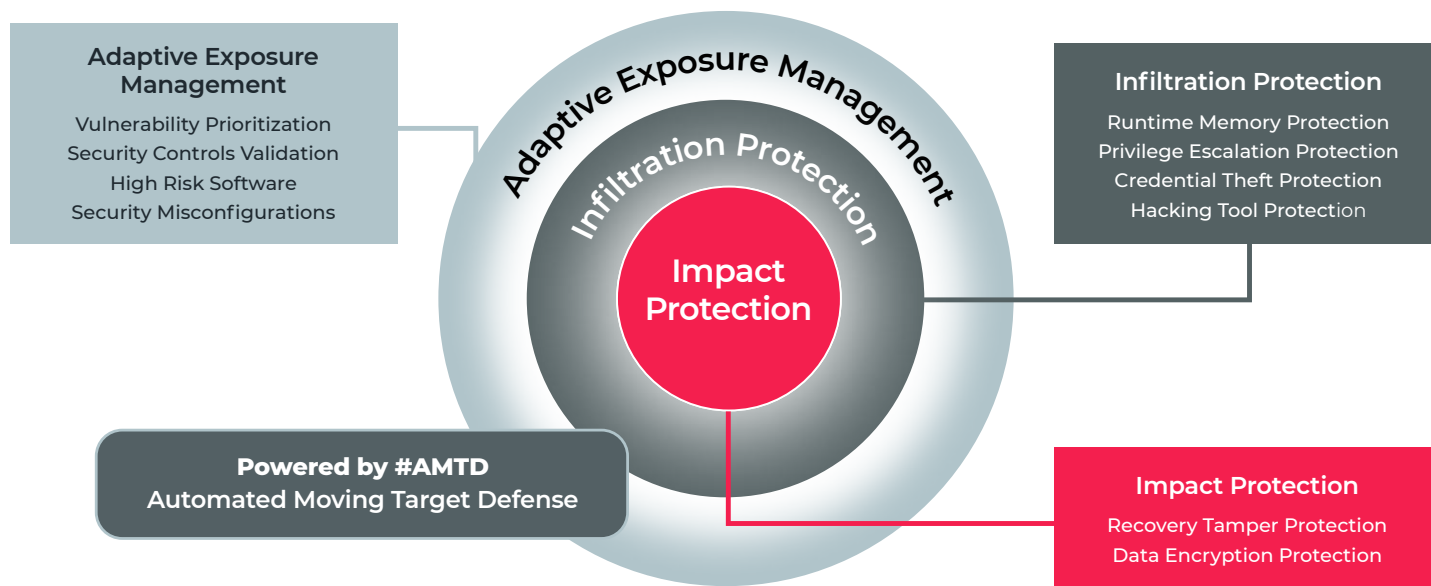 Adaptive Exposure
Management
Vulnerability Prioritization
Security Controls Validation
High Risk Software
Security Misconfigurations
Adaptive Exposure Management
Infiltration Protection
Impact
Protection
Infiltration Protection
Runtime Memory Protection
Privilege Escalation Protection
Credential Theft Protection
Hacking Tool Protection
Powered by #AMTD
Automated Moving Target Defense
Impact Protection
Recovery Tamper Protection
Data Encryption Protection